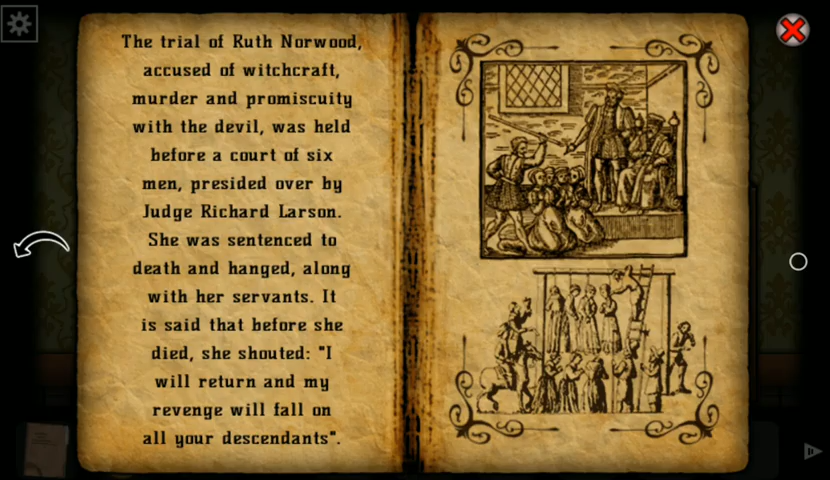 The trial of Ruth Norwood,
accused of witchcraft,
murder and promiscuity
with the devil, was held
before a court of six
men, presided over by
Judge Richard Larson.
She was sentenced to
death and hanged, along
with her servants. It
is said that before she
died, she shouted: "I
will return and my
revenge will fall on
all your descendants".